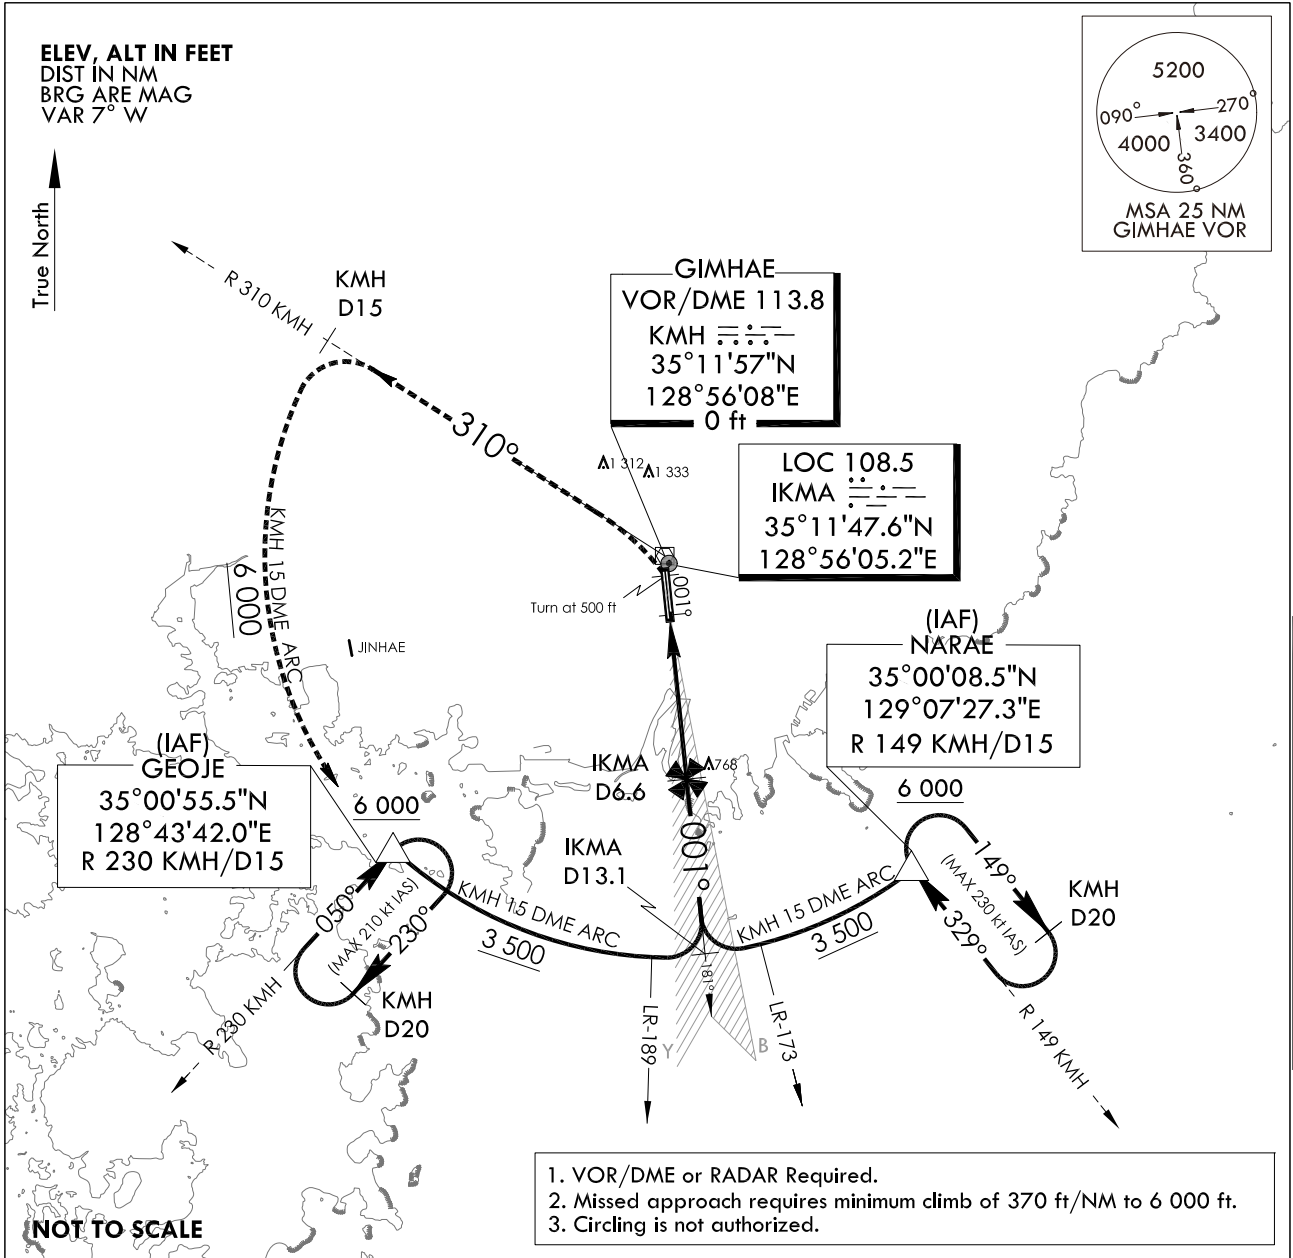 ELEV, ALT IN FEET
DIST IN NM
BRG ARE MAG
VAR 7° W
True North
5200
090°
270°
4000
3400
360°
MSA 25 NM
GIMHAE VOR
R 310 KMH
KMH
D15
GIMHAE
VOR/DME 113.8
KMH
35°11'57"N
128°56'08"E
0 ft
310°
1 312
1 333
LOC 108.5
IKMA
35°11'47.6"N
128°56'05.2"E
KMH 15 DME ARC
6 000
Turn at 500 ft
001°
JINHAE
(IAF)
NARAE
35°00'08.5"N
129°07'27.3"E
R 149 KMH/D15
(IAF)
GEOJE
35°00'55.5"N
128°43'42.0"E
R 230 KMH/D15
IKMA
D6.6
768
6 000
6 000
001°
IKMA
D13.1
050°
(MAX 210 kt IAS)
230°
KMH 15 DME ARC
3 500
KMH 15 DME ARC
3 500
149°
(MAX 230 kt IAS)
329°
KMH
D20
KMH
D20
R 230 KMH
181°
LR-189
LR-173
Y
B
R 149 KMH
1. VOR/DME or RADAR Required.
2. Missed approach requires minimum climb of 370 ft/NM to 6 000 ft.
3. Circling is not authorized.
NOT TO SCALE